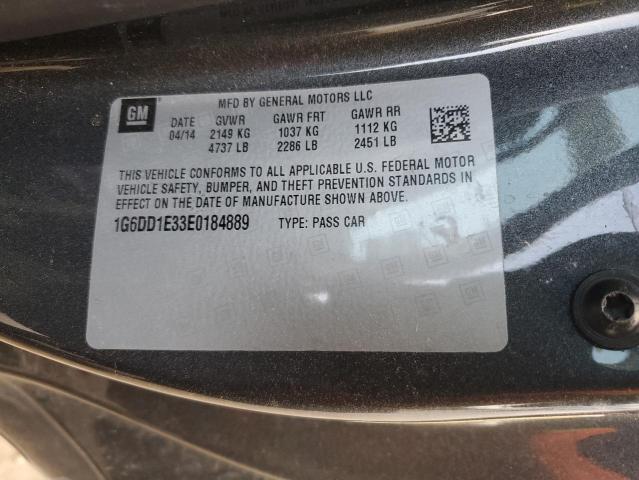 MFD BY GENERAL MOTORS LLC
GM
DATE GVWR GAWR FRT GAWR RR
04/14 2149 KG 1037 KG 1112 KG
4737 LB 2286 LB 2451 LB
THIS VEHICLE CONFORMS TO ALL APPLICABLE U.S. FEDERAL MOTOR
VEHICLE SAFETY, BUMPER, AND THEFT PREVENTION STANDARDS IN
EFFECT ON THE DATE OF MANUFACTURE SHOWN ABOVE.
1G6DD1E33E0184889 TYPE: PASS CAR